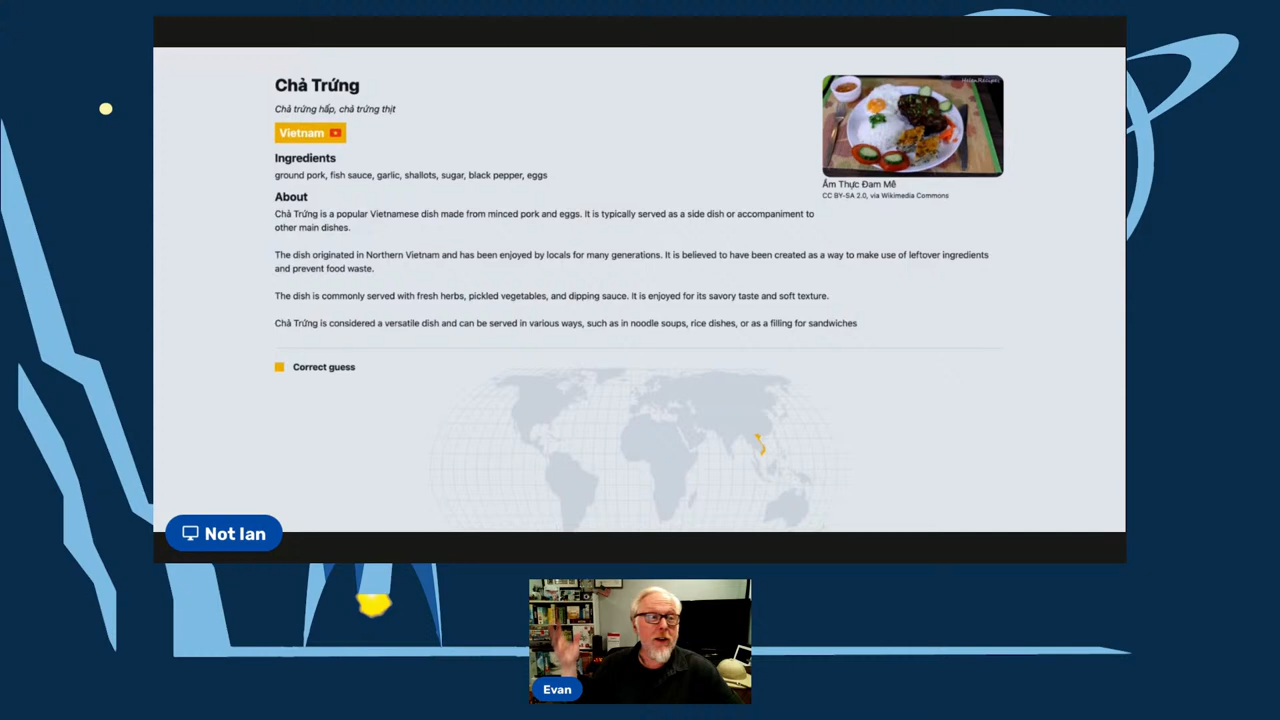 Chả Trứng
Chả trứng hấp, chả trứng thịt
Vietnam
Ingredients
ground pork, fish sauce, garlic, shallots, sugar, black pepper, eggs
About
Chả Trứng is a popular Vietnamese dish made from minced pork and eggs. It is typically served as a side dish or accompaniment to
other main dishes.
The dish originated in Northern Vietnam and has been enjoyed by locals for many generations. It is believed to have been created as a way to make use of leftover ingredients
and prevent food waste.
The dish is commonly served with fresh herbs, pickled vegetables, and dipping sauce. It is enjoyed for its savory taste and soft texture.
Chả Trứng is considered a versatile dish and can be served in various ways, such as in noodle soups, rice dishes, or as a filling for sandwiches
HelenRecipes
Ẩm Thực Đam Mê
CC BY-SA 2.0, via Wikimedia Commons
Correct guess
Not Ian
Evan